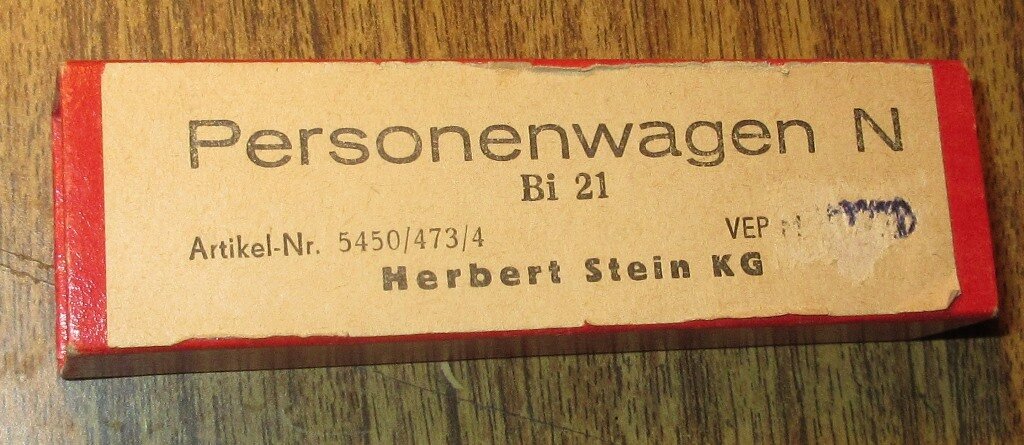 Personenwagen N
Bi 21
Artikel-Nr. 5450/473/4 VEP
Herbert Stein KG